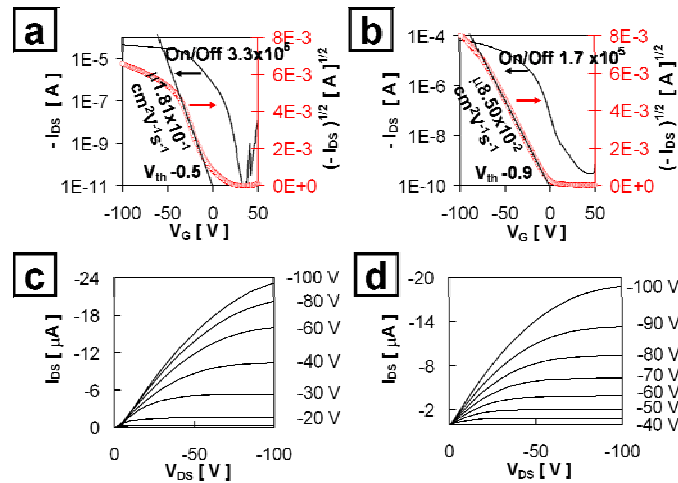 a
On/Off 3.3x10^5
μ1.81x10^-1
cm^2V^-1s^-1
V_th -0.5
1E-5
1E-7
1E-9
1E-11
- I_DS [ A ]
8E-3
6E-3
4E-3
2E-3
0E+0
(- I_DS )^1/2 [ A ]^1/2
-100
-50
0
50
V_G [ V ]
b
On/Off 1.7 x10^5
μ8.50x10^-2
cm^2V^-1s^-1
V_th -0.9
1E-4
1E-6
1E-8
1E-10
- I_DS [ A ]
8E-3
6E-3
4E-3
2E-3
0E+0
(- I_DS )^1/2 [ A ]^1/2
-100
-50
0
50
V_G [ V ]
c
-24
-18
-12
-6
0
I_DS [ μA ]
-100 V
-80 V
-60 V
-40 V
-30 V
-20 V
0
-50
-100
V_DS [ V ]
d
-20
-14
-8
-2
I_DS [ μA ]
-100 V
-90 V
-80 V
-70 V
-60 V
-50 V
-40 V
0
-50
-100
V_DS [ V ]